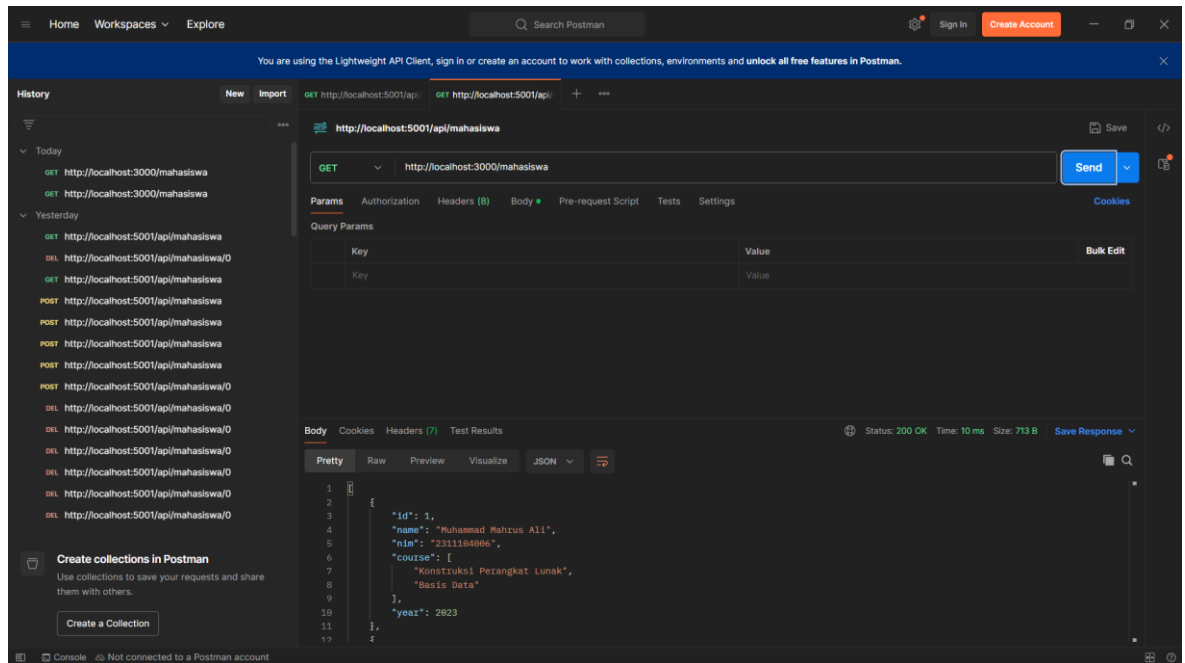 Home Workspaces Explore Search Postman Sign In Create Account
You are using the Lightweight API Client, sign in or create an account to work with collections, environments and unlock all free features in Postman.
History New Import GET http://localhost:5001/api/ GET http://localhost:5001/api/
http://localhost:5001/api/mahasiswa Save
Today
GET http://localhost:3000/mahasiswa
GET http://localhost:3000/mahasiswa
Yesterday
GET http://localhost:5001/api/mahasiswa
DEL http://localhost:5001/api/mahasiswa/0
GET http://localhost:5001/api/mahasiswa
POST http://localhost:5001/api/mahasiswa
POST http://localhost:5001/api/mahasiswa
POST http://localhost:5001/api/mahasiswa
POST http://localhost:5001/api/mahasiswa
POST http://localhost:5001/api/mahasiswa/0
DEL http://localhost:5001/api/mahasiswa/0
DEL http://localhost:5001/api/mahasiswa/0
DEL http://localhost:5001/api/mahasiswa/0
DEL http://localhost:5001/api/mahasiswa/0
DEL http://localhost:5001/api/mahasiswa/0
DEL http://localhost:5001/api/mahasiswa/0
Create collections in Postman
Use collections to save your requests and share
them with others.
Create a Collection
GET http://localhost:3000/mahasiswa Send
Params Authorization Headers (8) Body Pre-request Script Tests Settings Cookies
Query Params
Key Value Bulk Edit
Key Value
Body Cookies Headers (7) Test Results Status: 200 OK Time: 10 ms Size: 713 B Save Response
Pretty Raw Preview Visualize JSON
1 [
2 {
3 "id": 1,
4 "name": "Muhammad Mahrus Ali",
5 "nim": "2311104006",
6 "course": [
7 "Konstruksi Perangkat Lunak",
8 "Basis Data"
9 ],
10 "year": 2023
11 },
12 {
Console Not connected to a Postman account